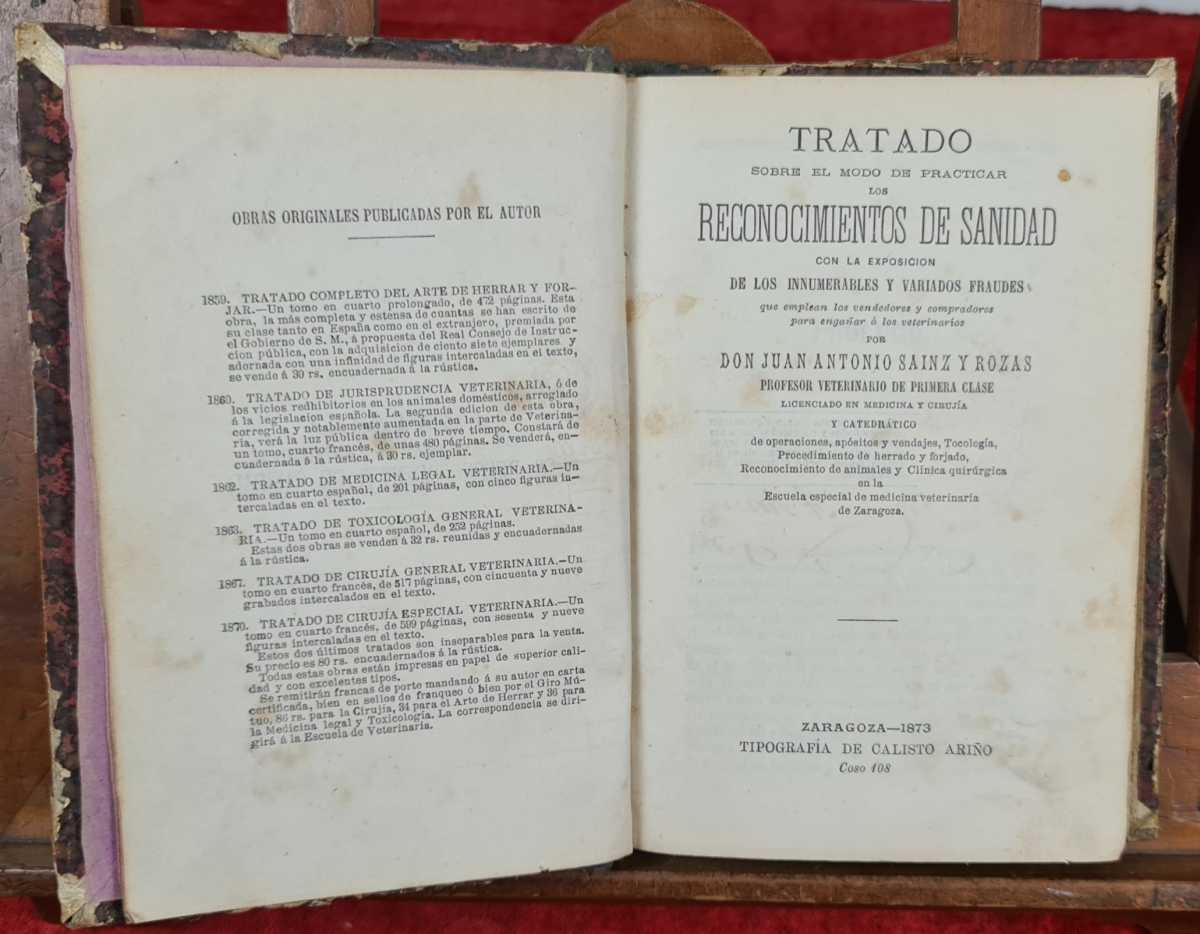 OBRAS ORIGINALES PUBLICADAS POR EL AUTOR
1859. TRATADO COMPLETO DEL ARTE DE HERRAR Y FOR-
JAR.—Un tomo en cuarto prolongado, de 472 páginas. Esta
obra, la más completa y estensa de cuantas se han escrito de
su clase tanto en España como en el extranjero, premiada por
el Gobierno de S. M., á propuesta del Real Consejo de Instruc-
cion pública, con la adquisicion de ciento siete ejemplares y
adornada con una infinidad de figuras intercaladas en el texto,
se vende á 30 rs. encuadernada á la rústica.
1860. TRATADO DE JURISPRUDENCIA VETERINARIA, ó de
los vicios redhibitorios en los animales domésticos, arreglado
á la legislacion española. La segunda edicion de esta obra,
corregida y notablemente aumentada en la parte de Veterina-
ria, verá la luz pública dentro de breve tiempo. Constará de
un tomo, cuarto francés, de unas 480 páginas. Se venderá, en-
cuadernada á la rústica, á 30 rs. ejemplar.
1862. TRATADO DE MEDICINA LEGAL VETERINARIA.—Un
tomo en cuarto español, de 201 páginas, con cinco figuras in-
tercaladas en el texto.
1863. TRATADO DE TOXICOLOGÍA GENERAL VETERINA-
RIA.—Un tomo en cuarto español, de 252 páginas.
Estas dos obras se venden á 32 rs. reunidas y encuadernadas
á la rústica.
1867. TRATADO DE CIRUJÍA GENERAL VETERINARIA.—Un
tomo en cuarto francés, de 517 páginas, con cincuenta y nueve
grabados intercalados en el texto.
1870. TRATADO DE CIRUJÍA ESPECIAL VETERINARIA.—Un
tomo en cuarto francés, de 599 páginas, con sesenta y nueve
figuras intercaladas en el texto.
Estos dos últimos tratados son inseparables para la venta.
Su precio es 80 rs. encuadernados á la rústica.
Todas estas obras están impresas en papel de superior cali-
dad y con excelentes tipos.
Se remitirán francas de porte mandando á su autor en carta
certificada, bien en sellos de franqueo ó bien por el Giro Mú-
tuo, 86 rs. para la Cirujía, 34 para el Arte de Herrar y 36 para
la Medicina legal y Toxicología. La correspondencia se diri-
girá á la Escuela de Veterinaria.
TRATADO
SOBRE EL MODO DE PRACTICAR
LOS
RECONOCIMIENTOS DE SANIDAD
CON LA EXPOSICION
DE LOS INNUMERABLES Y VARIADOS FRAUDES
que emplean los vendedores y compradores
para engañar á los veterinarios
POR
DON JUAN ANTONIO SAINZ Y ROZAS
PROFESOR VETERINARIO DE PRIMERA CLASE
LICENCIADO EN MEDICINA Y CIRUJÍA
Y CATEDRÁTICO
de operaciones, apósitos y vendajes, Tocología,
Procedimiento de herrado y forjado,
Reconocimiento de animales y Clínica quirúrgica
en la
Escuela especial de medicina veterinaria
de Zaragoza.
ZARAGOZA—1873
TIPOGRAFÍA DE CALISTO ARIÑO
Coso 108